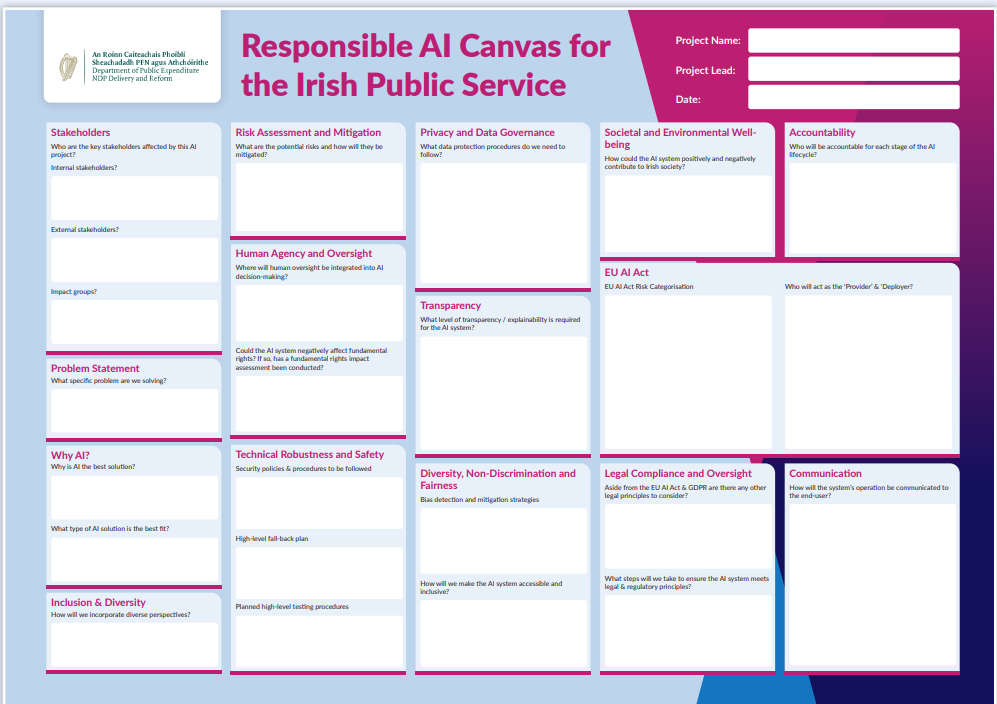 An Roinn Caiteachais Phoiblí
Sheachadadh PFN agus Athchóirithe
Department of Public Expenditure
NDP Delivery and Reform
Responsible AI Canvas for
the Irish Public Service
Project Name:
Project Lead:
Date:
Stakeholders
Who are the key stakeholders affected by this AI
project?
Internal stakeholders?
External stakeholders?
Impact groups?
Problem Statement
What specific problem are we solving?
Why AI?
Why is AI the best solution?
What type of AI solution is the best fit?
Inclusion & Diversity
How will we incorporate diverse perspectives?
Risk Assessment and Mitigation
What are the potential risks and how will they be
mitigated?
Human Agency and Oversight
Where will human oversight be integrated into AI
decision-making?
Could the AI system negatively affect fundamental
rights? If so, has a fundamental rights impact
assessment been conducted?
Technical Robustness and Safety
Security policies & procedures to be followed
High-level fall-back plan
Planned high-level testing procedures
Privacy and Data Governance
What data protection procedures do we need to
follow?
Transparency
What level of transparency / explainability is required
for the AI system?
Diversity, Non-Discrimination and
Fairness
Bias detection and mitigation strategies
How will we make the AI system accessible and
inclusive?
Societal and Environmental Well-
being
How could the AI system positively and negatively
contribute to Irish society?
Accountability
Who will be accountable for each stage of the AI
lifecycle?
EU AI Act
EU AI Act Risk Categorisation
Who will act as the 'Provider' & 'Deployer?
Legal Compliance and Oversight
Aside from the EU AI Act & GDPR are there any other
legal principles to consider?
What steps will we take to ensure the AI system meets
legal & regulatory principles?
Communication
How will the system's operation be communicated to
the end-user?